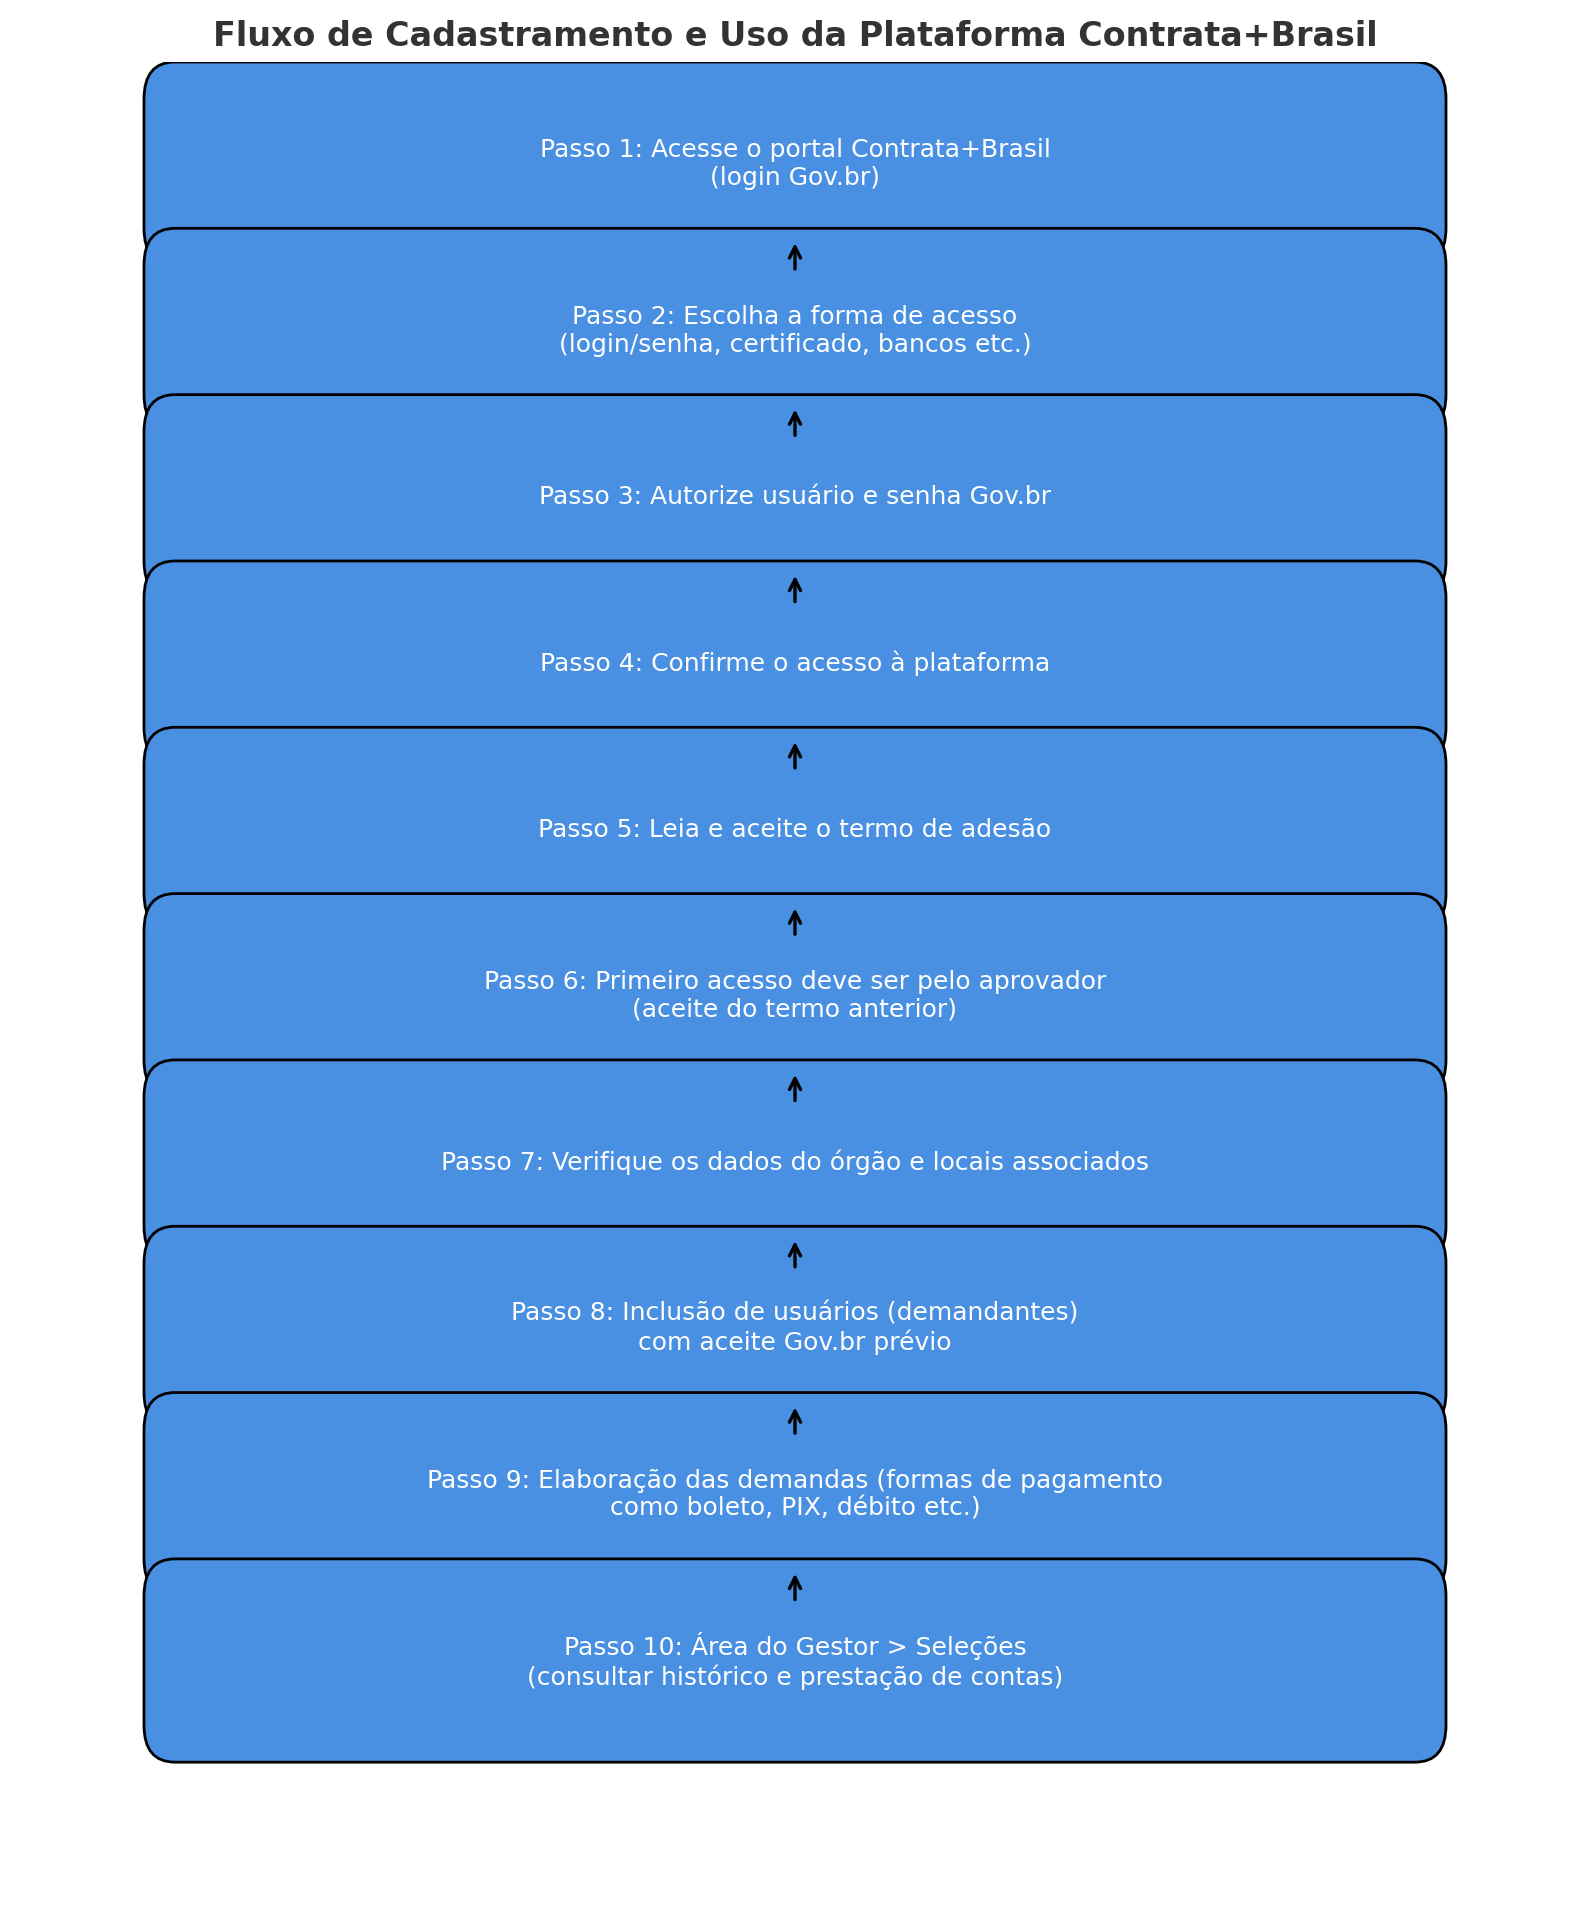 Fluxo de Cadastramento e Uso da Plataforma Contrata+Brasil
Passo 1: Acesse o portal Contrata+Brasil
(login Gov.br)
Passo 2: Escolha a forma de acesso
(login/senha, certificado, bancos etc.)
Passo 3: Autorize usuário e senha Gov.br
Passo 4: Confirme o acesso à plataforma
Passo 5: Leia e aceite o termo de adesão
Passo 6: Primeiro acesso deve ser pelo aprovador
(aceite do termo anterior)
Passo 7: Verifique os dados do órgão e locais associados
Passo 8: Inclusão de usuários (demandantes)
com aceite Gov.br prévio
Passo 9: Elaboração das demandas (formas de pagamento
como boleto, PIX, débito etc.)
Passo 10: Área do Gestor > Seleções
(consultar histórico e prestação de contas)